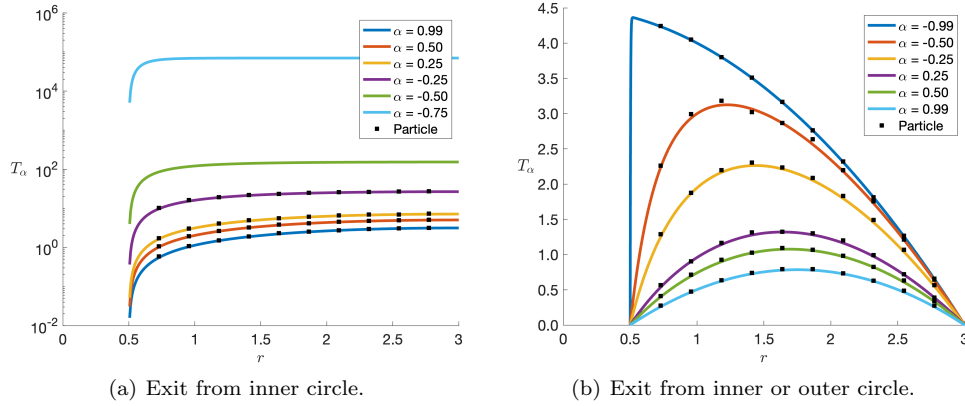 10^6
10^4
10^2
10^0
10^{-2}
T_α
0
0.5
1
1.5
2
2.5
3
r
α = 0.99
α = 0.50
α = 0.25
α = -0.25
α = -0.50
α = -0.75
Particle
(a) Exit from inner circle.
4.5
4.0
3.5
3.0
2.5
2.0
1.5
1.0
0.5
0.0
T_α
0
0.5
1
1.5
2
2.5
3
r
α = -0.99
α = -0.50
α = -0.25
α = 0.25
α = 0.50
α = 0.99
Particle
(b) Exit from inner or outer circle.